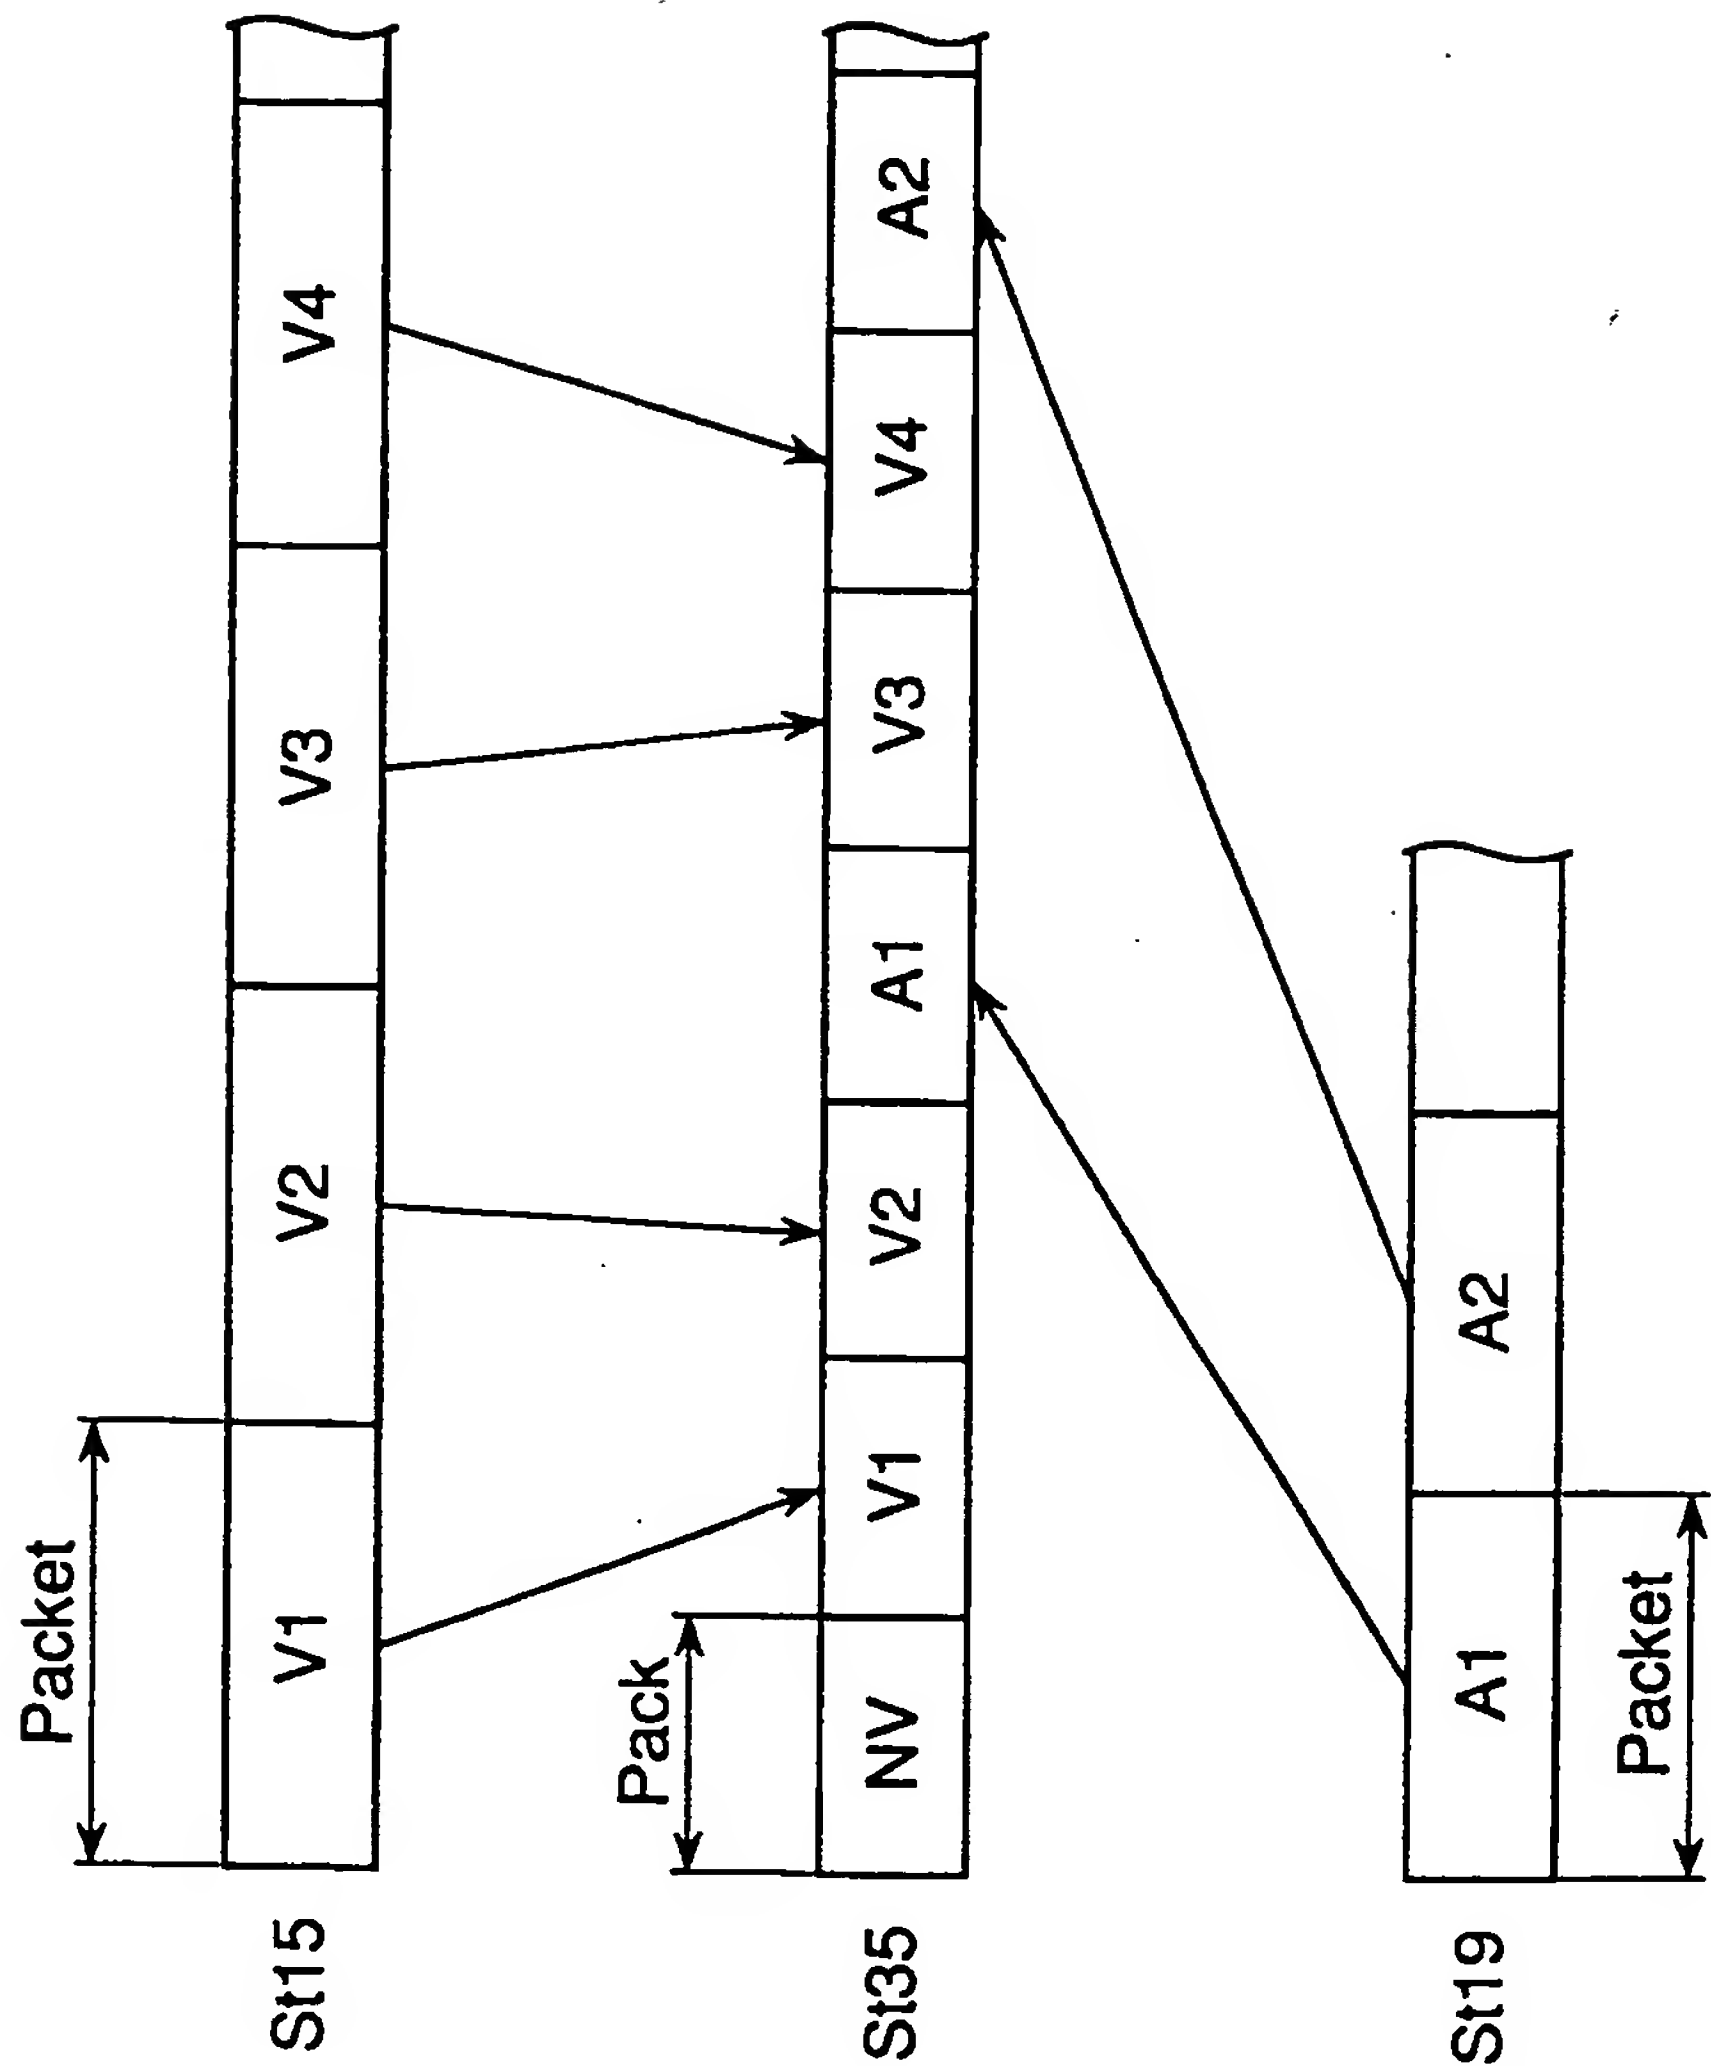 Packet
St15 V1 V2 V3 V4
Pack
St35 NV V1 V2 A1 V3 V4 A2
St19 A1 A2
Packet